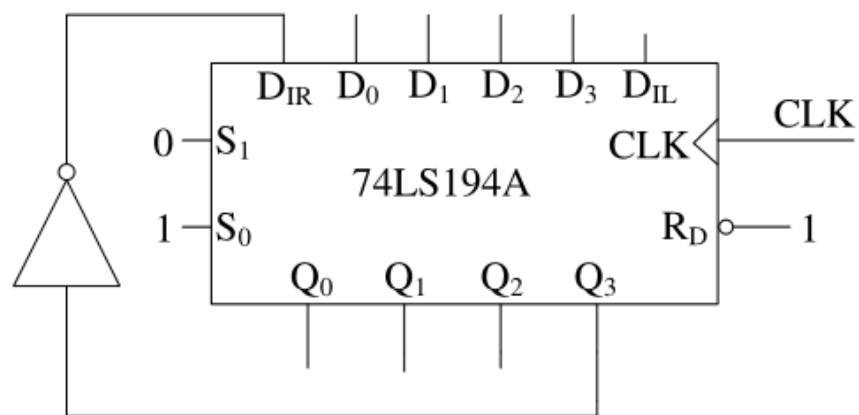 D_IR D_0 D_1 D_2 D_3 D_IL
CLK
0 S_1 CLK
74LS194A
1 S_0 R_D 1
Q_0 Q_1 Q_2 Q_3